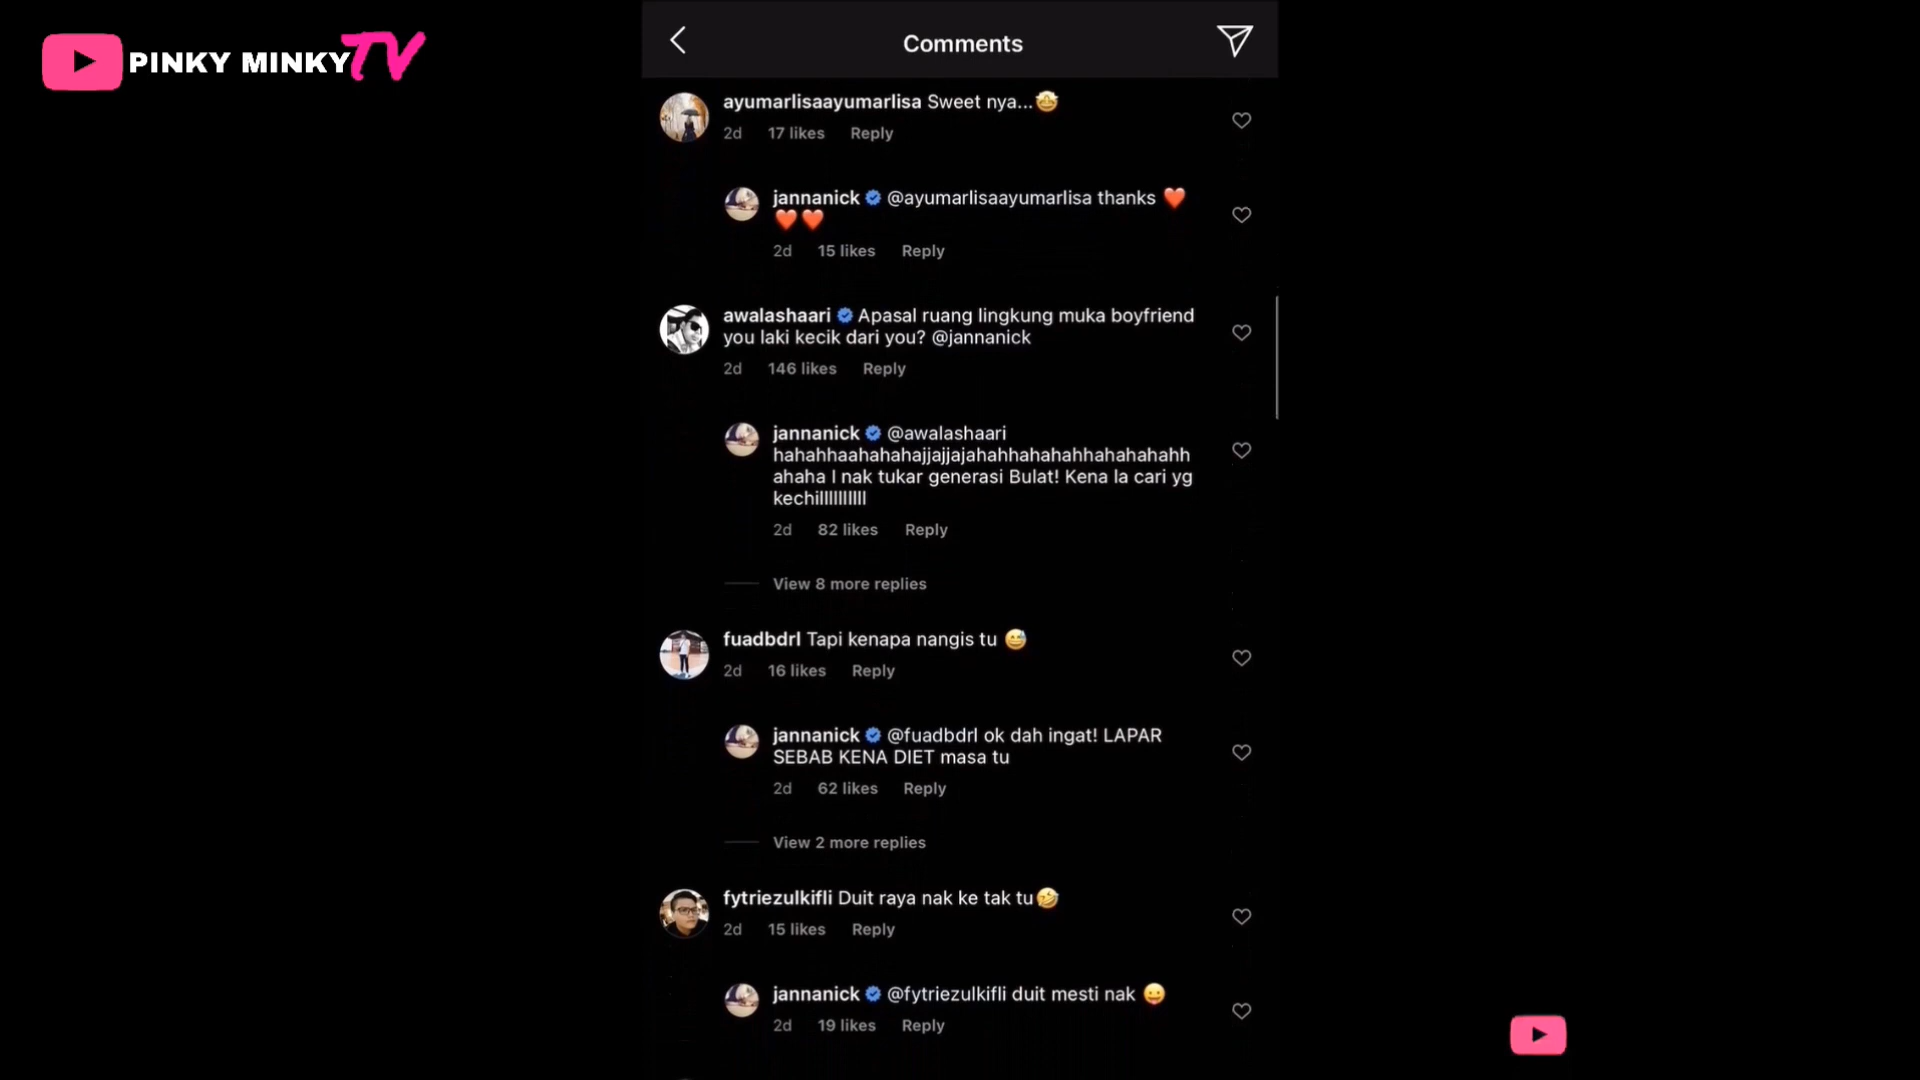 PINKY MINKY TV
Comments
ayumarlisaayumarlisa Sweet nya...🤩
2d 17 likes Reply
jannanick @ayumarlisaayumarlisa thanks ❤️
❤️❤️
2d 15 likes Reply
awalashaari Apasal ruang lingkung muka boyfriend
you laki kecik dari you? @jannanick
2d 146 likes Reply
jannanick @awalashaari
hahahhaahahahajjajjajahahhahahahhahahahahh
ahaha I nak tukar generasi Bulat! Kena la cari yg
kechilllllllllll
2d 82 likes Reply
View 8 more replies
fuadbdrl Tapi kenapa nangis tu 😅
2d 16 likes Reply
jannanick @fuadbdrl ok dah ingat! LAPAR
SEBAB KENA DIET masa tu
2d 62 likes Reply
View 2 more replies
fytriezulkifli Duit raya nak ke tak tu🤣
2d 15 likes Reply
jannanick @fytriezulkifli duit mesti nak 😛
2d 19 likes Reply